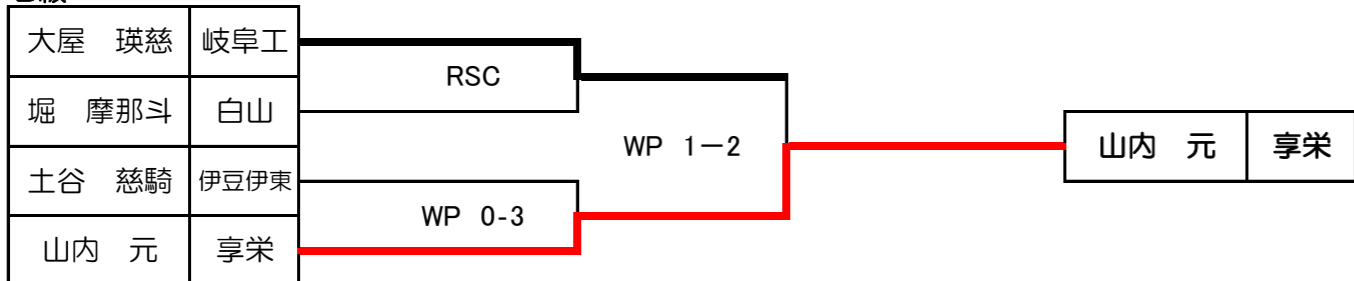 大屋　瑛慈 岐阜工
RSC
堀　摩那斗 白山
WP 1－2
山内　元 享栄
土谷　慈騎 伊豆伊東
WP 0-3
山内　元 享栄